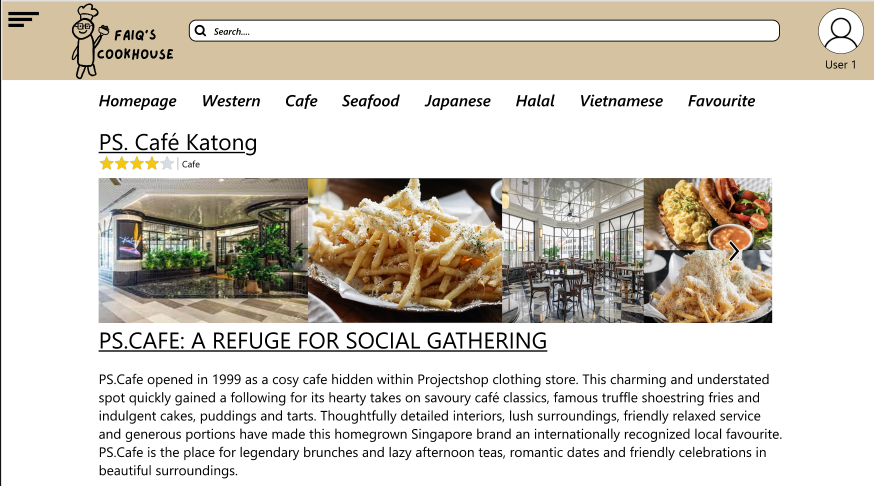 FAIQ'S
COOKHOUSE
Search....
User 1
Homepage Western Cafe Seafood Japanese Halal Vietnamese Favourite
PS. Café Katong
Cafe
PS.CAFE: A REFUGE FOR SOCIAL GATHERING
PS.Cafe opened in 1999 as a cosy cafe hidden within Projectshop clothing store. This charming and understated
spot quickly gained a following for its hearty takes on savoury café classics, famous truffle shoestring fries and
indulgent cakes, puddings and tarts. Thoughtfully detailed interiors, lush surroundings, friendly relaxed service
and generous portions have made this homegrown Singapore brand an internationally recognized local favourite.
PS.Cafe is the place for legendary brunches and lazy afternoon teas, romantic dates and friendly celebrations in
beautiful surroundings.